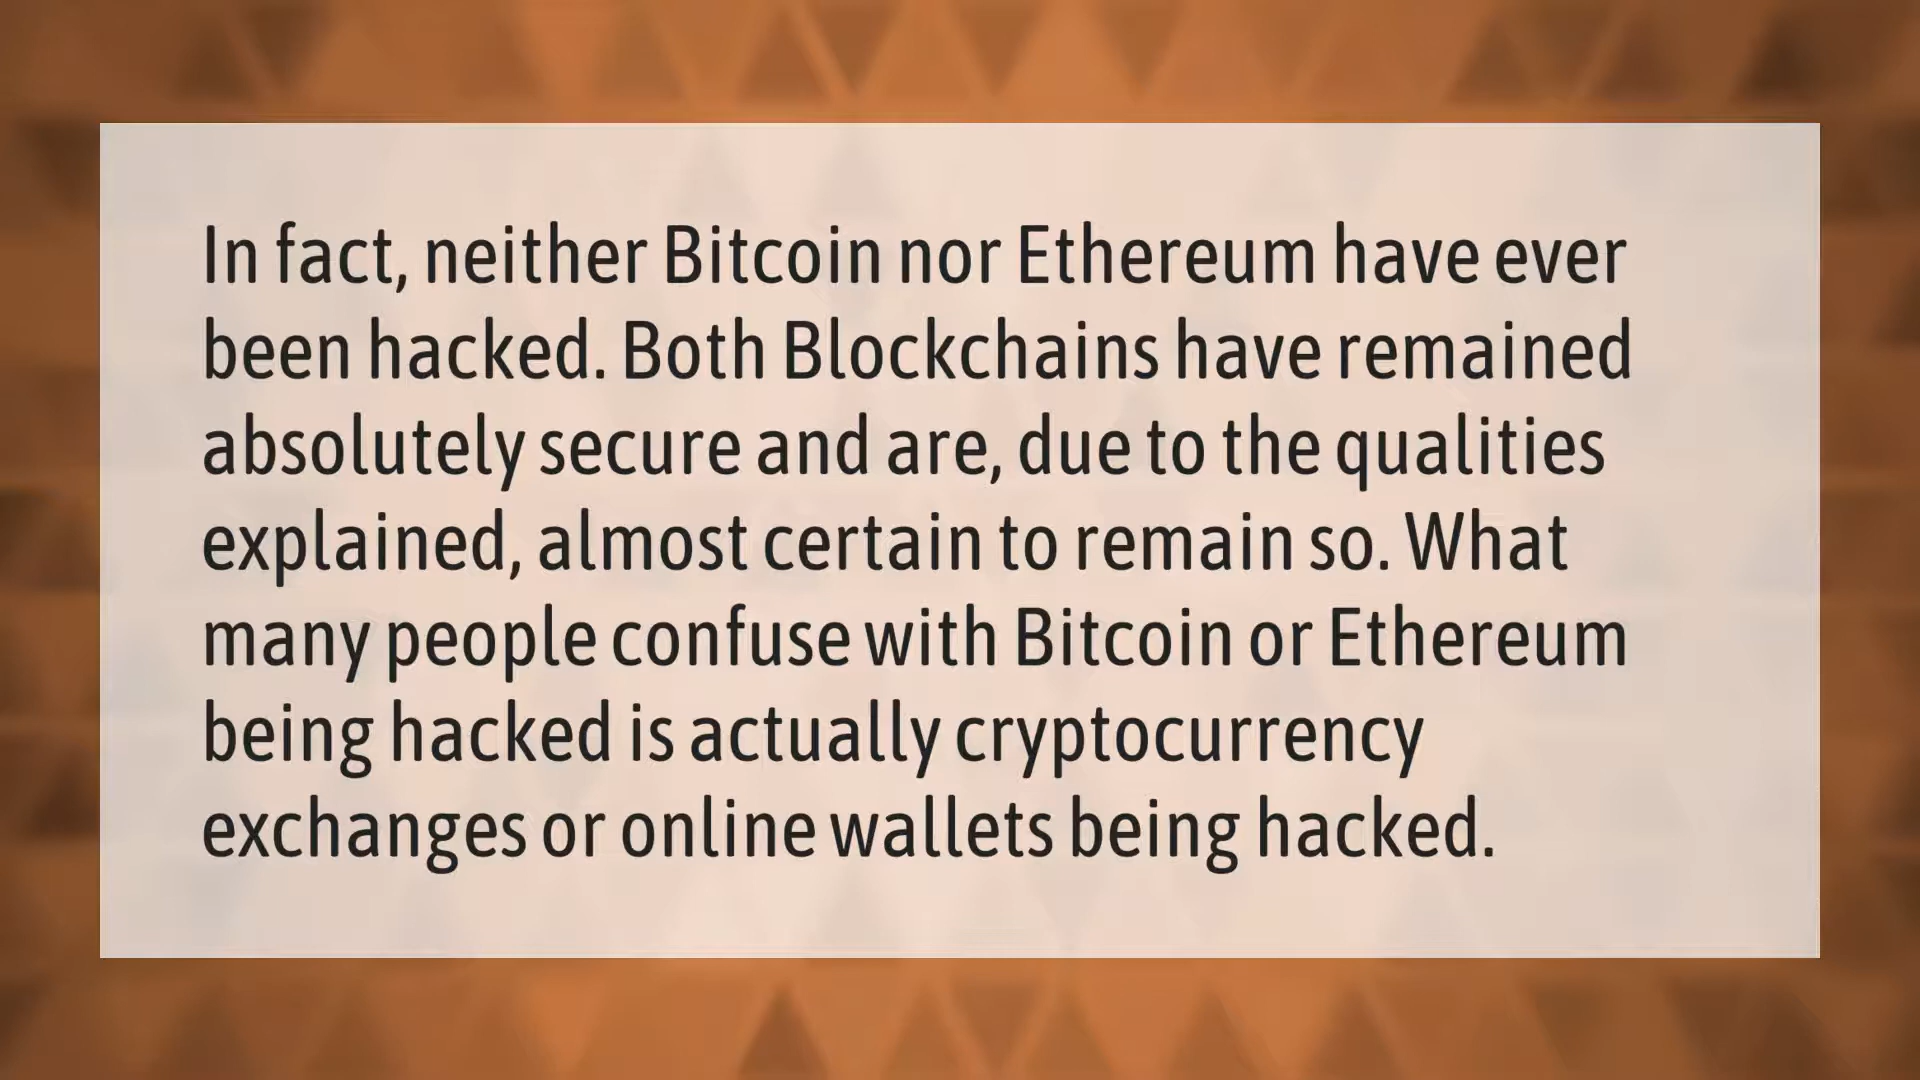 In fact, neither Bitcoin nor Ethereum have ever
been hacked. Both Blockchains have remained
absolutely secure and are, due to the qualities
explained, almost certain to remain so. What
many people confuse with Bitcoin or Ethereum
being hacked is actually cryptocurrency
exchanges or online wallets being hacked.